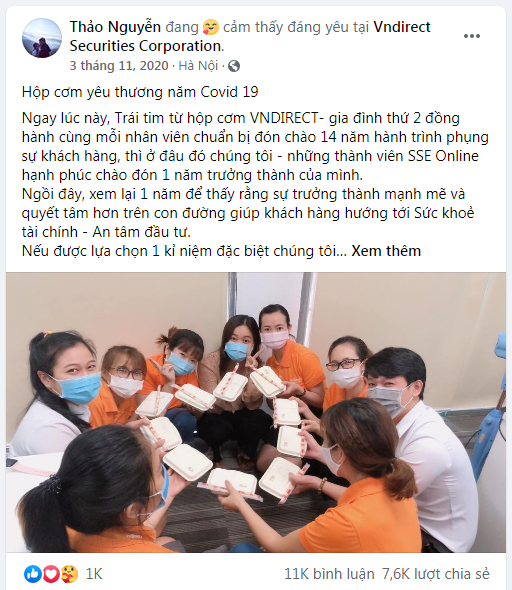 Thảo Nguyễn đang 🥰 cảm thấy đáng yêu tại Vndirect
Securities Corporation.
3 tháng 11, 2020 · Hà Nội ·
Hộp cơm yêu thương năm Covid 19
Ngay lúc này, Trái tim từ hộp cơm VNDIRECT- gia đình thứ 2 đồng
hành cùng mỗi nhân viên chuẩn bị đón chào 14 năm hành trình phụng
sự khách hàng, thì ở đâu đó chúng tôi - những thành viên SSE Online
hạnh phúc chào đón 1 năm trưởng thành của mình.
Ngồi đây, xem lại 1 năm để thấy rằng sự trưởng thành mạnh mẽ và
quyết tâm hơn trên con đường giúp khách hàng hướng tới Sức khoẻ
tài chính - An tâm đầu tư.
Nếu được lựa chọn 1 kỉ niệm đặc biệt chúng tôi... Xem thêm
1K
11K bình luận 7,6K lượt chia sẻ